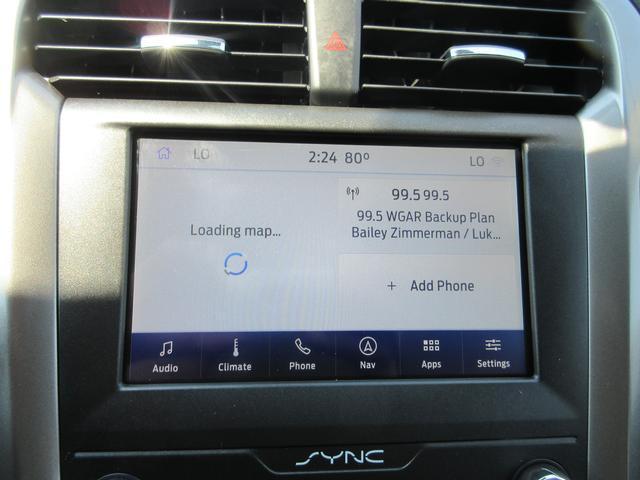 LO 2:24 80° LO
Loading map...
99.5 99.5
99.5 WGAR Backup Plan
Bailey Zimmerman / Luk...
+ Add Phone
Audio Climate Phone Nav Apps Settings
SYNC